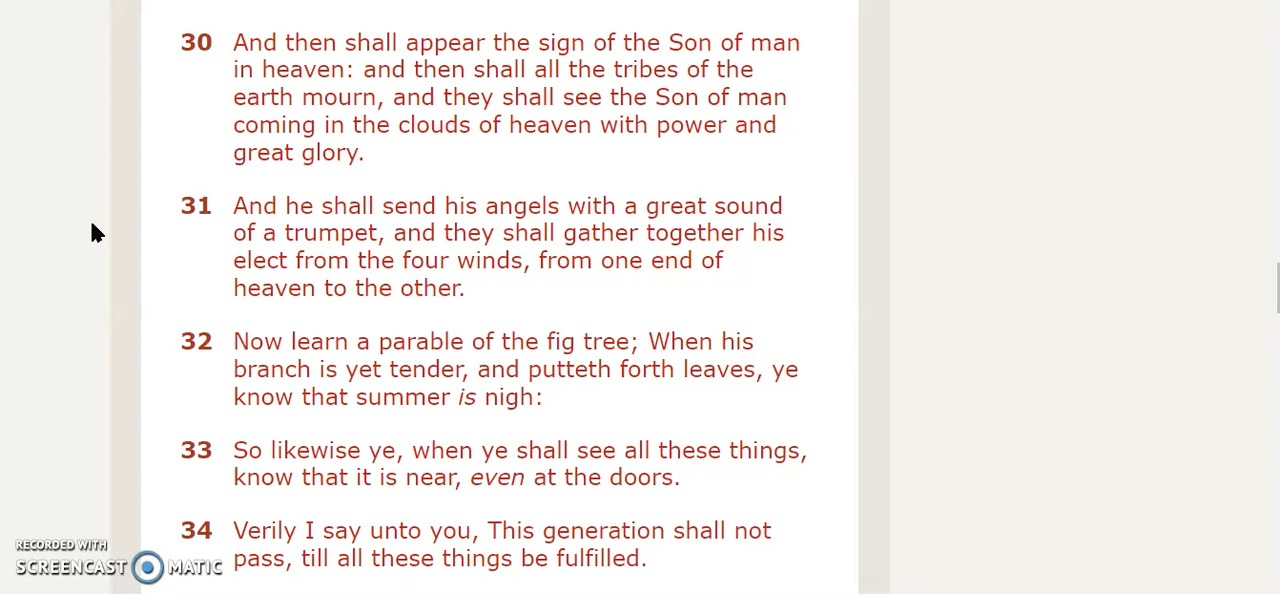 30 And then shall appear the sign of the Son of man
in heaven: and then shall all the tribes of the
earth mourn, and they shall see the Son of man
coming in the clouds of heaven with power and
great glory.
31 And he shall send his angels with a great sound
of a trumpet, and they shall gather together his
elect from the four winds, from one end of
heaven to the other.
32 Now learn a parable of the fig tree; When his
branch is yet tender, and putteth forth leaves, ye
know that summer is nigh:
33 So likewise ye, when ye shall see all these things,
know that it is near, even at the doors.
34 Verily I say unto you, This generation shall not
pass, till all these things be fulfilled.
RECORDED WITH
SCREENCAST MATIC